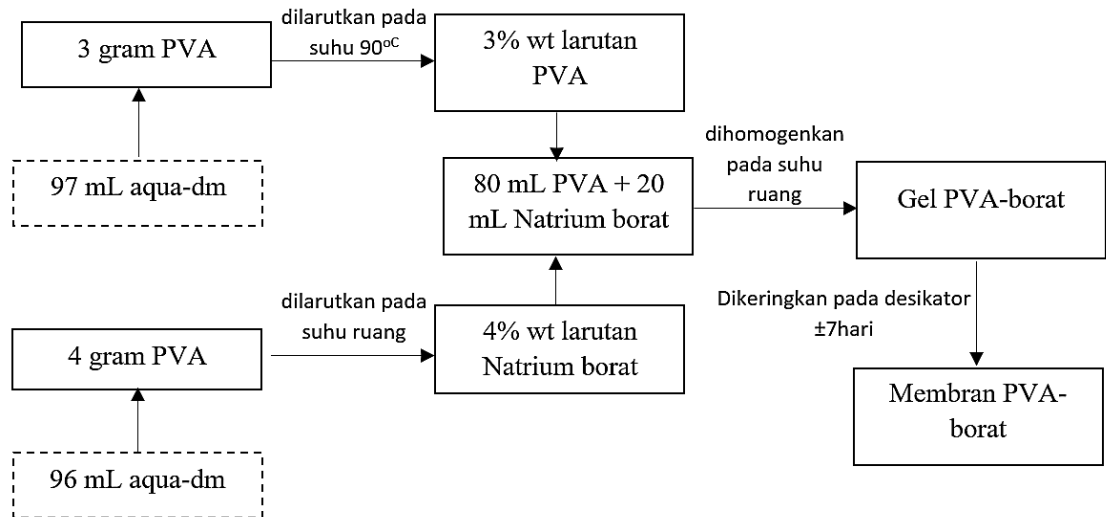 3 gram PVA
dilarutkan pada
suhu 90°C
3% wt larutan
PVA
97 mL aqua-dm
80 mL PVA + 20
mL Natrium borat
dihomogenkan
pada suhu
ruang
Gel PVA-borat
4 gram PVA
dilarutkan pada
suhu ruang
4% wt larutan
Natrium borat
96 mL aqua-dm
Dikeringkan pada desikator
±7hari
Membran PVA-
borat